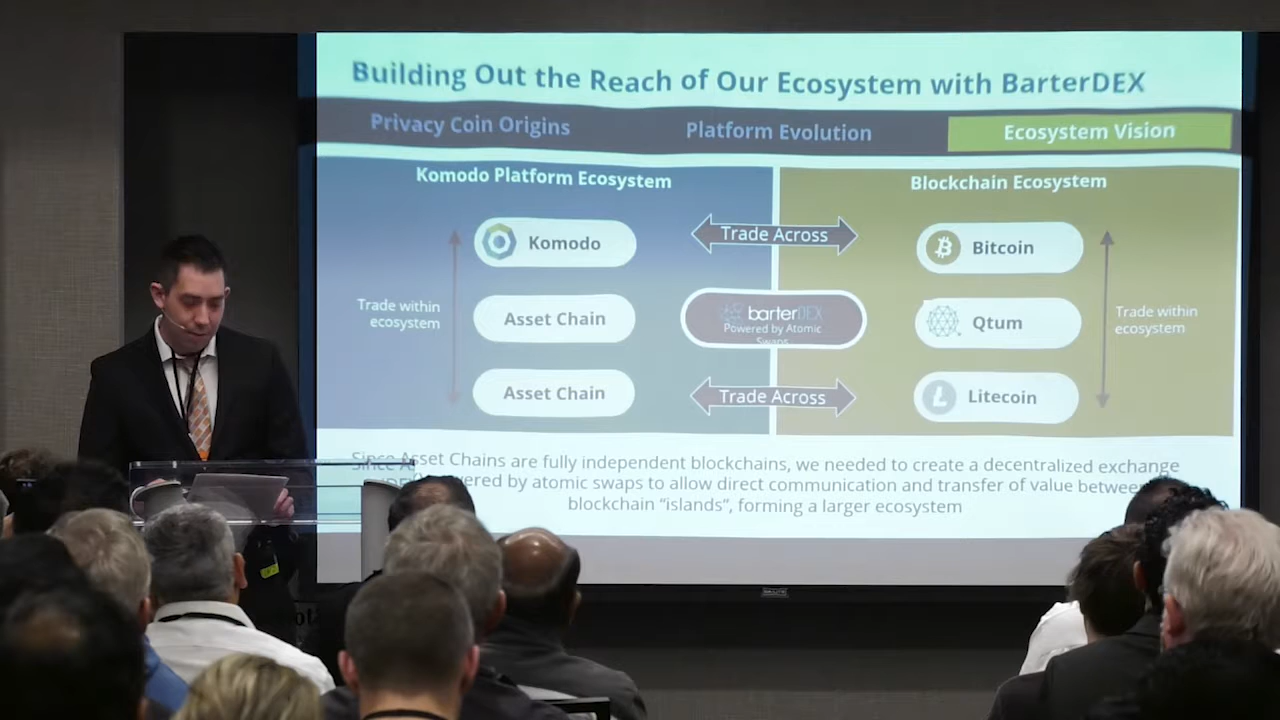 Building Out the Reach of Our Ecosystem with BarterDEX
Privacy Coin Origins
Platform Evolution
Ecosystem Vision
Komodo Platform Ecosystem
Blockchain Ecosystem
Komodo
Trade Across
Bitcoin
Trade within
ecosystem
Asset Chain
barterDEX
Powered by Atomic
Swaps
Qtum
Trade within
ecosystem
Asset Chain
Trade Across
Litecoin
Since Asset Chains are fully independent blockchains, we needed to create a decentralized exchange
powered by atomic swaps to allow direct communication and transfer of value between
blockchain “islands”, forming a larger ecosystem